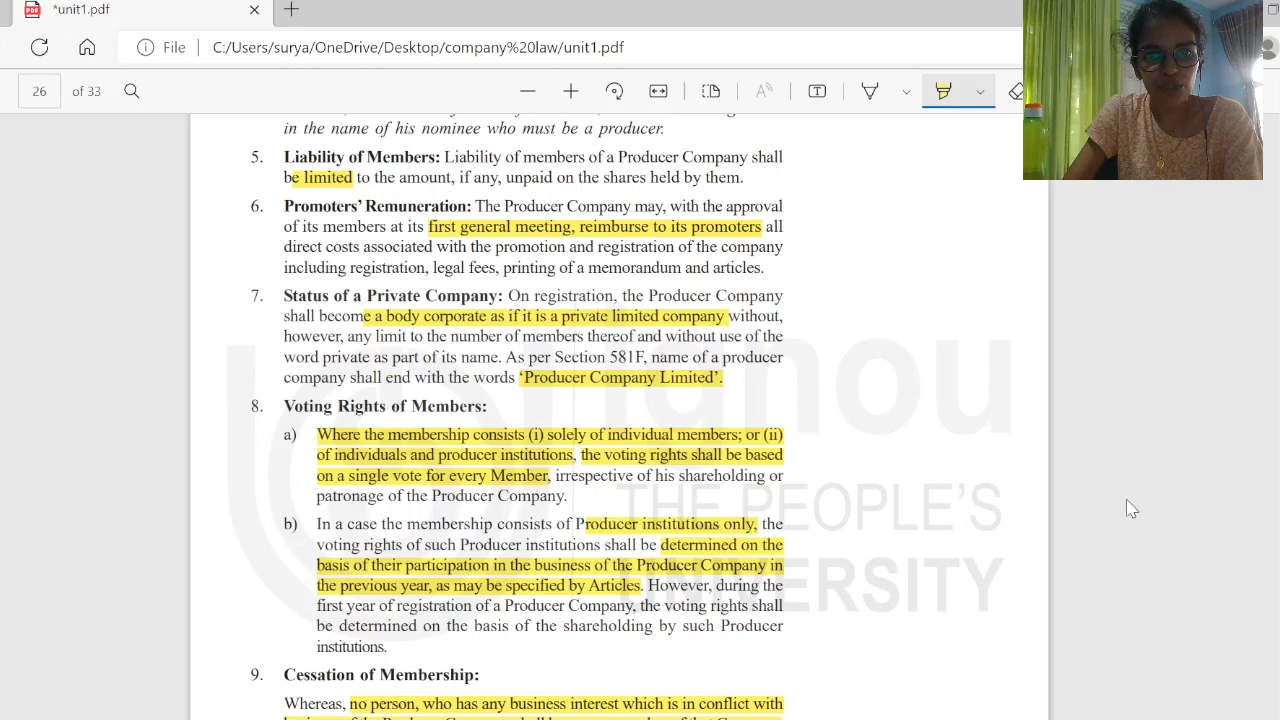 *unit1.pdf
File
C:/Users/surya/OneDrive/Desktop/company%20law/unit1.pdf
26 of 33
in the name of his nominee who must be a producer.
5. Liability of Members: Liability of members of a Producer Company shall
be limited to the amount, if any, unpaid on the shares held by them.
6. Promoters' Remuneration: The Producer Company may, with the approval
of its members at its first general meeting, reimburse to its promoters all
direct costs associated with the promotion and registration of the company
including registration, legal fees, printing of a memorandum and articles.
7. Status of a Private Company: On registration, the Producer Company
shall become a body corporate as if it is a private limited company without,
however, any limit to the number of members thereof and without use of the
word private as part of its name. As per Section 581F, name of a producer
company shall end with the words 'Producer Company Limited'.
8. Voting Rights of Members:
a) Where the membership consists (i) solely of individual members; or (ii)
of individuals and producer institutions, the voting rights shall be based
on a single vote for every Member, irrespective of his shareholding or
patronage of the Producer Company.
b) In a case the membership consists of Producer institutions only, the
voting rights of such Producer institutions shall be determined on the
basis of their participation in the business of the Producer Company in
the previous year, as may be specified by Articles. However, during the
first year of registration of a Producer Company, the voting rights shall
be determined on the basis of the shareholding by such Producer
institutions.
9. Cessation of Membership:
Whereas, no person, who has any business interest which is in conflict with
ignou
THE PEOPLE'S
UNIVERSITY